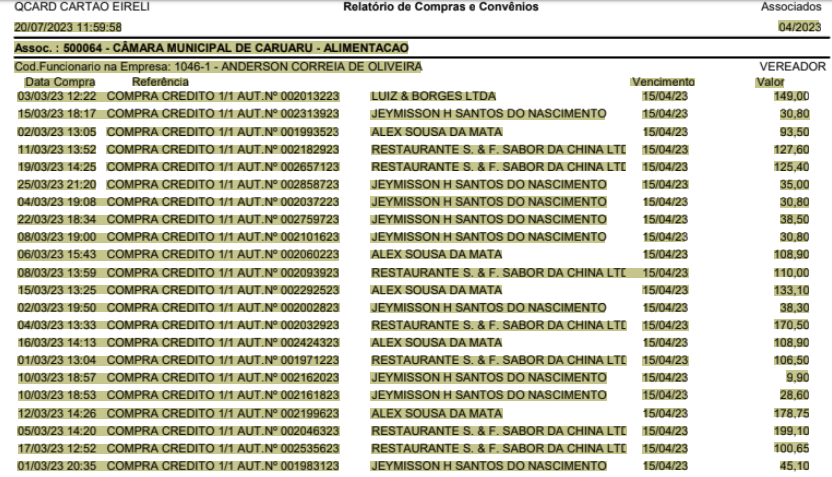 QCARD CARTAO EIRELI Relatório de Compras e Convênios Associados
20/07/2023 11:59:58 04/2023
Assoc. : 500064 - CÂMARA MUNICIPAL DE CARUARU - ALIMENTACAO
Cod.Funcionario na Empresa: 1046-1 - ANDERSON CORREIA DE OLIVEIRA VEREADOR
Data Compra Referência Vencimento Valor
03/03/23 12:22 COMPRA CREDITO 1/1 AUT.Nº 002013223 LUIZ & BORGES LTDA 15/04/23 149,00
15/03/23 18:17 COMPRA CREDITO 1/1 AUT.Nº 002313923 JEYMISSON H SANTOS DO NASCIMENTO 15/04/23 30,80
02/03/23 13:05 COMPRA CREDITO 1/1 AUT.Nº 001993523 ALEX SOUSA DA MATA 15/04/23 93,50
11/03/23 13:52 COMPRA CREDITO 1/1 AUT.Nº 002182923 RESTAURANTE S. & F. SABOR DA CHINA LTD 15/04/23 127,60
19/03/23 14:25 COMPRA CREDITO 1/1 AUT.Nº 002657123 RESTAURANTE S. & F. SABOR DA CHINA LTD 15/04/23 125,40
25/03/23 21:20 COMPRA CREDITO 1/1 AUT.Nº 002858723 JEYMISSON H SANTOS DO NASCIMENTO 15/04/23 35,00
04/03/23 19:08 COMPRA CREDITO 1/1 AUT.Nº 002037223 JEYMISSON H SANTOS DO NASCIMENTO 15/04/23 30,80
22/03/23 18:34 COMPRA CREDITO 1/1 AUT.Nº 002759723 JEYMISSON H SANTOS DO NASCIMENTO 15/04/23 38,50
08/03/23 19:00 COMPRA CREDITO 1/1 AUT.Nº 002101623 JEYMISSON H SANTOS DO NASCIMENTO 15/04/23 30,80
06/03/23 15:43 COMPRA CREDITO 1/1 AUT.Nº 002060223 ALEX SOUSA DA MATA 15/04/23 108,90
08/03/23 13:59 COMPRA CREDITO 1/1 AUT.Nº 002093923 RESTAURANTE S. & F. SABOR DA CHINA LTD 15/04/23 110,00
15/03/23 13:25 COMPRA CREDITO 1/1 AUT.Nº 002292523 ALEX SOUSA DA MATA 15/04/23 133,10
02/03/23 19:50 COMPRA CREDITO 1/1 AUT.Nº 002002823 JEYMISSON H SANTOS DO NASCIMENTO 15/04/23 38,30
04/03/23 13:33 COMPRA CREDITO 1/1 AUT.Nº 002032923 RESTAURANTE S. & F. SABOR DA CHINA LTD 15/04/23 170,50
16/03/23 14:13 COMPRA CREDITO 1/1 AUT.Nº 002424323 ALEX SOUSA DA MATA 15/04/23 108,90
01/03/23 13:04 COMPRA CREDITO 1/1 AUT.Nº 001971223 RESTAURANTE S. & F. SABOR DA CHINA LTD 15/04/23 106,50
10/03/23 18:57 COMPRA CREDITO 1/1 AUT.Nº 002162023 JEYMISSON H SANTOS DO NASCIMENTO 15/04/23 9,90
10/03/23 18:53 COMPRA CREDITO 1/1 AUT.Nº 002161823 JEYMISSON H SANTOS DO NASCIMENTO 15/04/23 28,60
12/03/23 14:26 COMPRA CREDITO 1/1 AUT.Nº 002199623 ALEX SOUSA DA MATA 15/04/23 178,75
05/03/23 14:20 COMPRA CREDITO 1/1 AUT.Nº 002046323 RESTAURANTE S. & F. SABOR DA CHINA LTD 15/04/23 199,10
17/03/23 12:52 COMPRA CREDITO 1/1 AUT.Nº 002535623 RESTAURANTE S. & F. SABOR DA CHINA LTD 15/04/23 100,65
01/03/23 20:35 COMPRA CREDITO 1/1 AUT.Nº 001983123 JEYMISSON H SANTOS DO NASCIMENTO 15/04/23 45,10